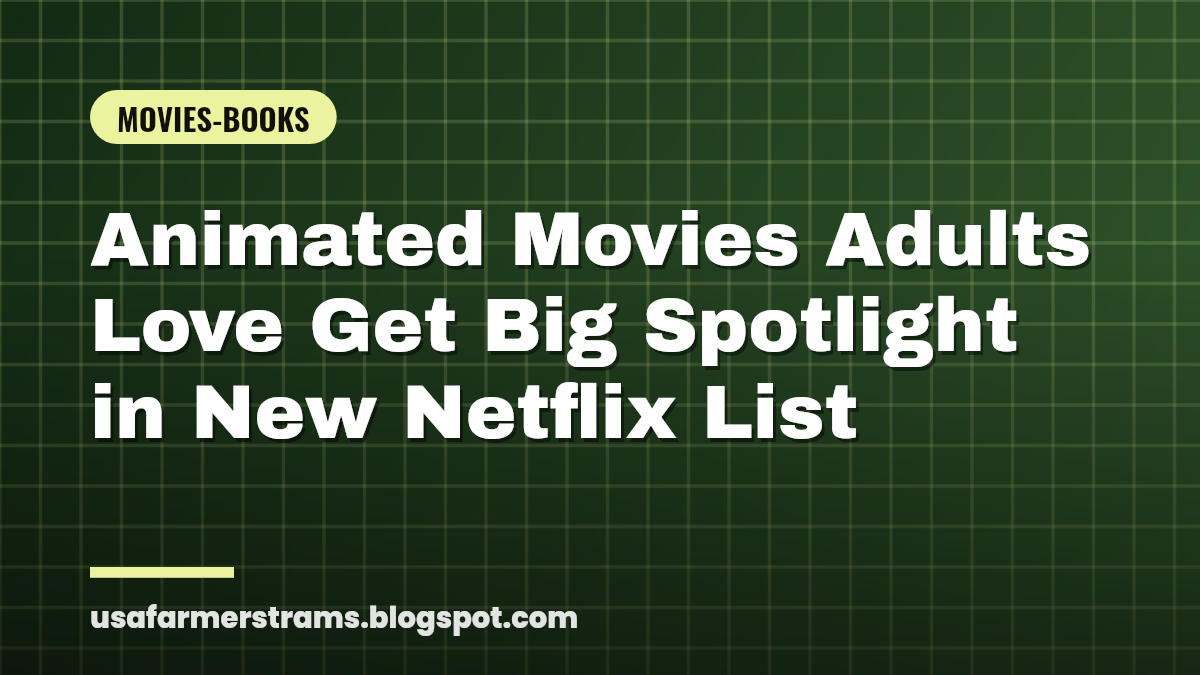 MOVIES-BOOKS
Animated Movies Adults
Love Get Big Spotlight
in New Netflix List
usafarmerstrams.blogspot.com